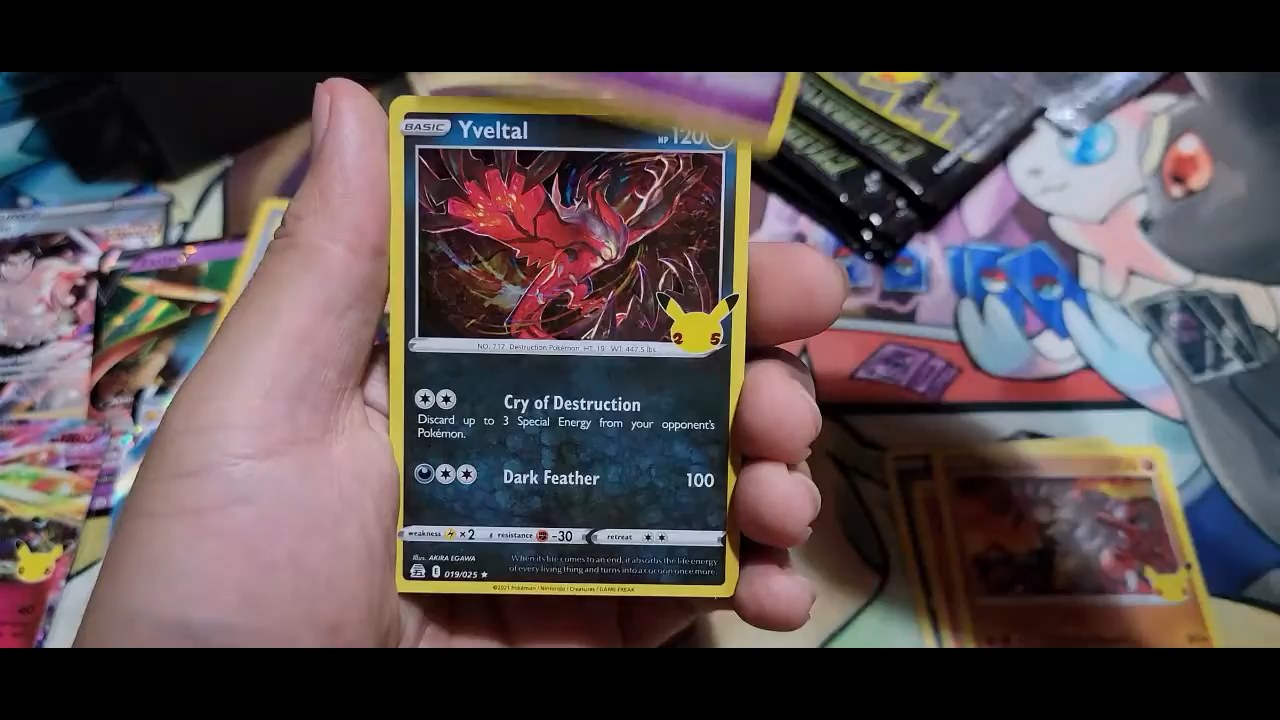 BASIC Yveltal HP 120
25
NO. 717 Destruction Pokémon HT: 19' WT: 447.5 lbs.
Cry of Destruction
Discard up to 3 Special Energy from your opponent's
Pokémon.
Dark Feather 100
weakness ×2 resistance -30 retreat
Illus. AKIRA EGAWA
When its life comes to an end, it absorbs the life energy
of every living thing and turns into a cocoon once more.
E 019/025 ★
©2021 Pokémon / Nintendo / Creatures / GAME FREAK